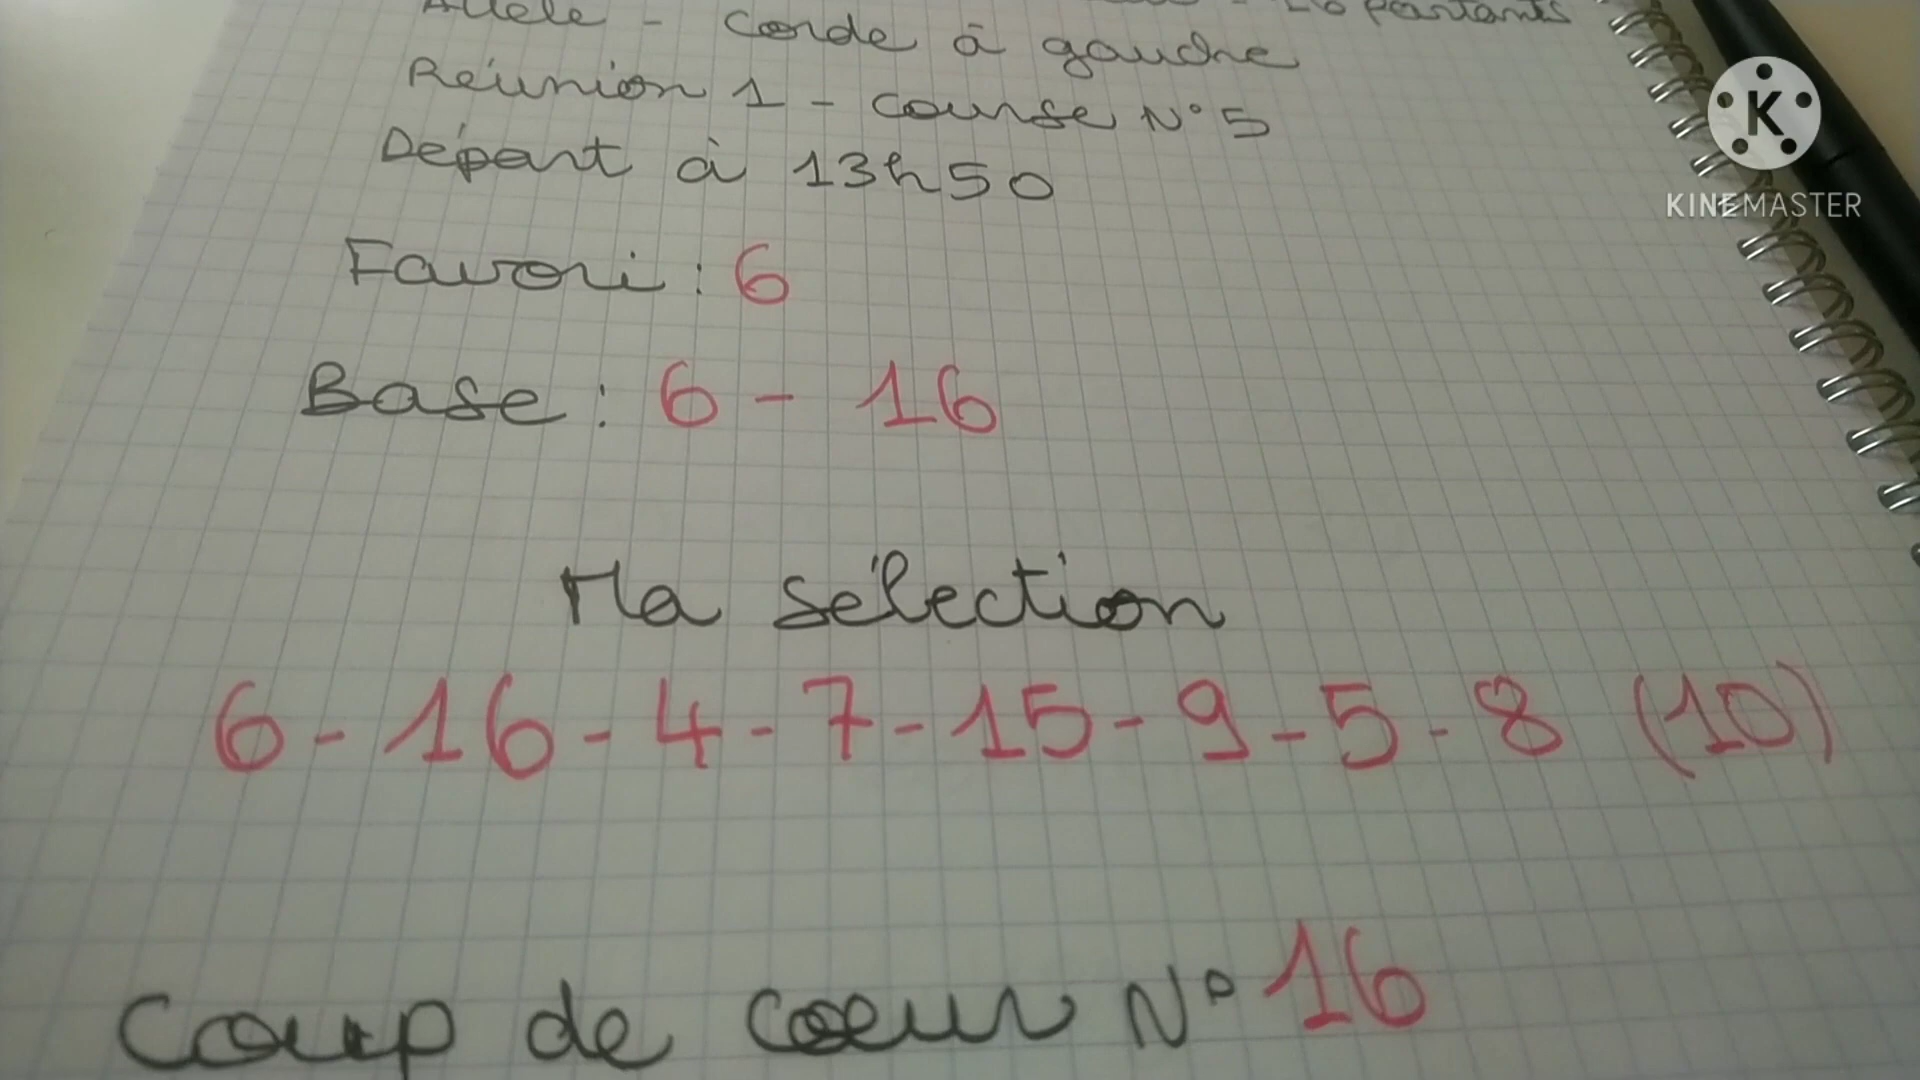 Attelé - Corde à gauche
Réunion 1 - course N°5
Départ à 13h50
Favori : 6
Base : 6 - 16
Ma sélection
6 - 16 - 4 - 7 - 15 - 9 - 5 - 8 (10)
Coup de coeur N° 16
K
KINEMASTER